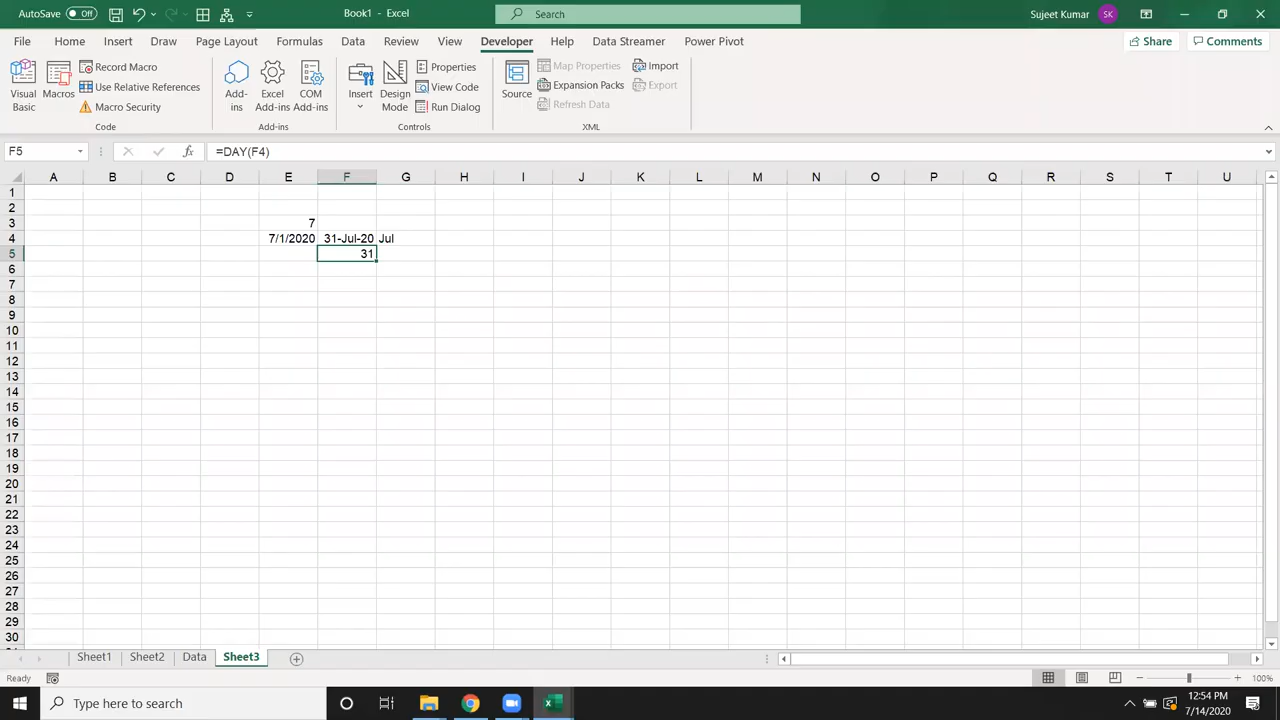 AutoSave Off Book1 - Excel Search Sujeet Kumar SK
File Home Insert Draw Page Layout Formulas Data Review View Developer Help Data Streamer Power Pivot Share Comments
Visual Basic
Macros
Record Macro
Use Relative References
Macro Security
Code
Add-ins
Excel Add-ins
COM Add-ins
Add-ins
Insert
Design Mode
Properties
View Code
Run Dialog
Controls
Source
Map Properties
Expansion Packs
Refresh Data
Import
Export
XML
F5 fx =DAY(F4)
A B C D E F G H I J K L M N O P Q R S T U
1
2
3 7
4 7/1/2020 31-Jul-20 Jul
5 31
6
7
8
9
10
11
12
13
14
15
16
17
18
19
20
21
22
23
24
25
26
27
28
29
30
Sheet1 Sheet2 Data Sheet3
Ready 100%
Type here to search
12:54 PM
7/14/2020